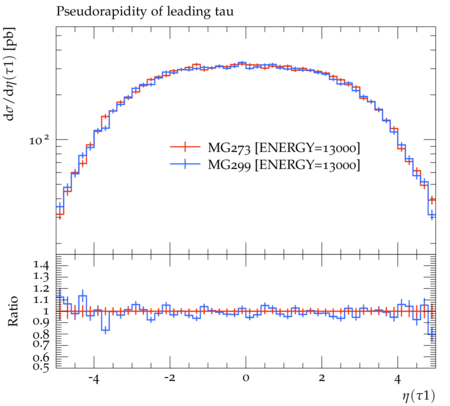 Pseudorapidity of leading tau
dσ/dη(τ1) [pb]
10²
MG273 [ENERGY=13000]
MG299 [ENERGY=13000]
Ratio
1.4
1.3
1.2
1.1
1
0.9
0.8
0.7
0.6
0.5
-4 -2 0 2 4
η(τ1)